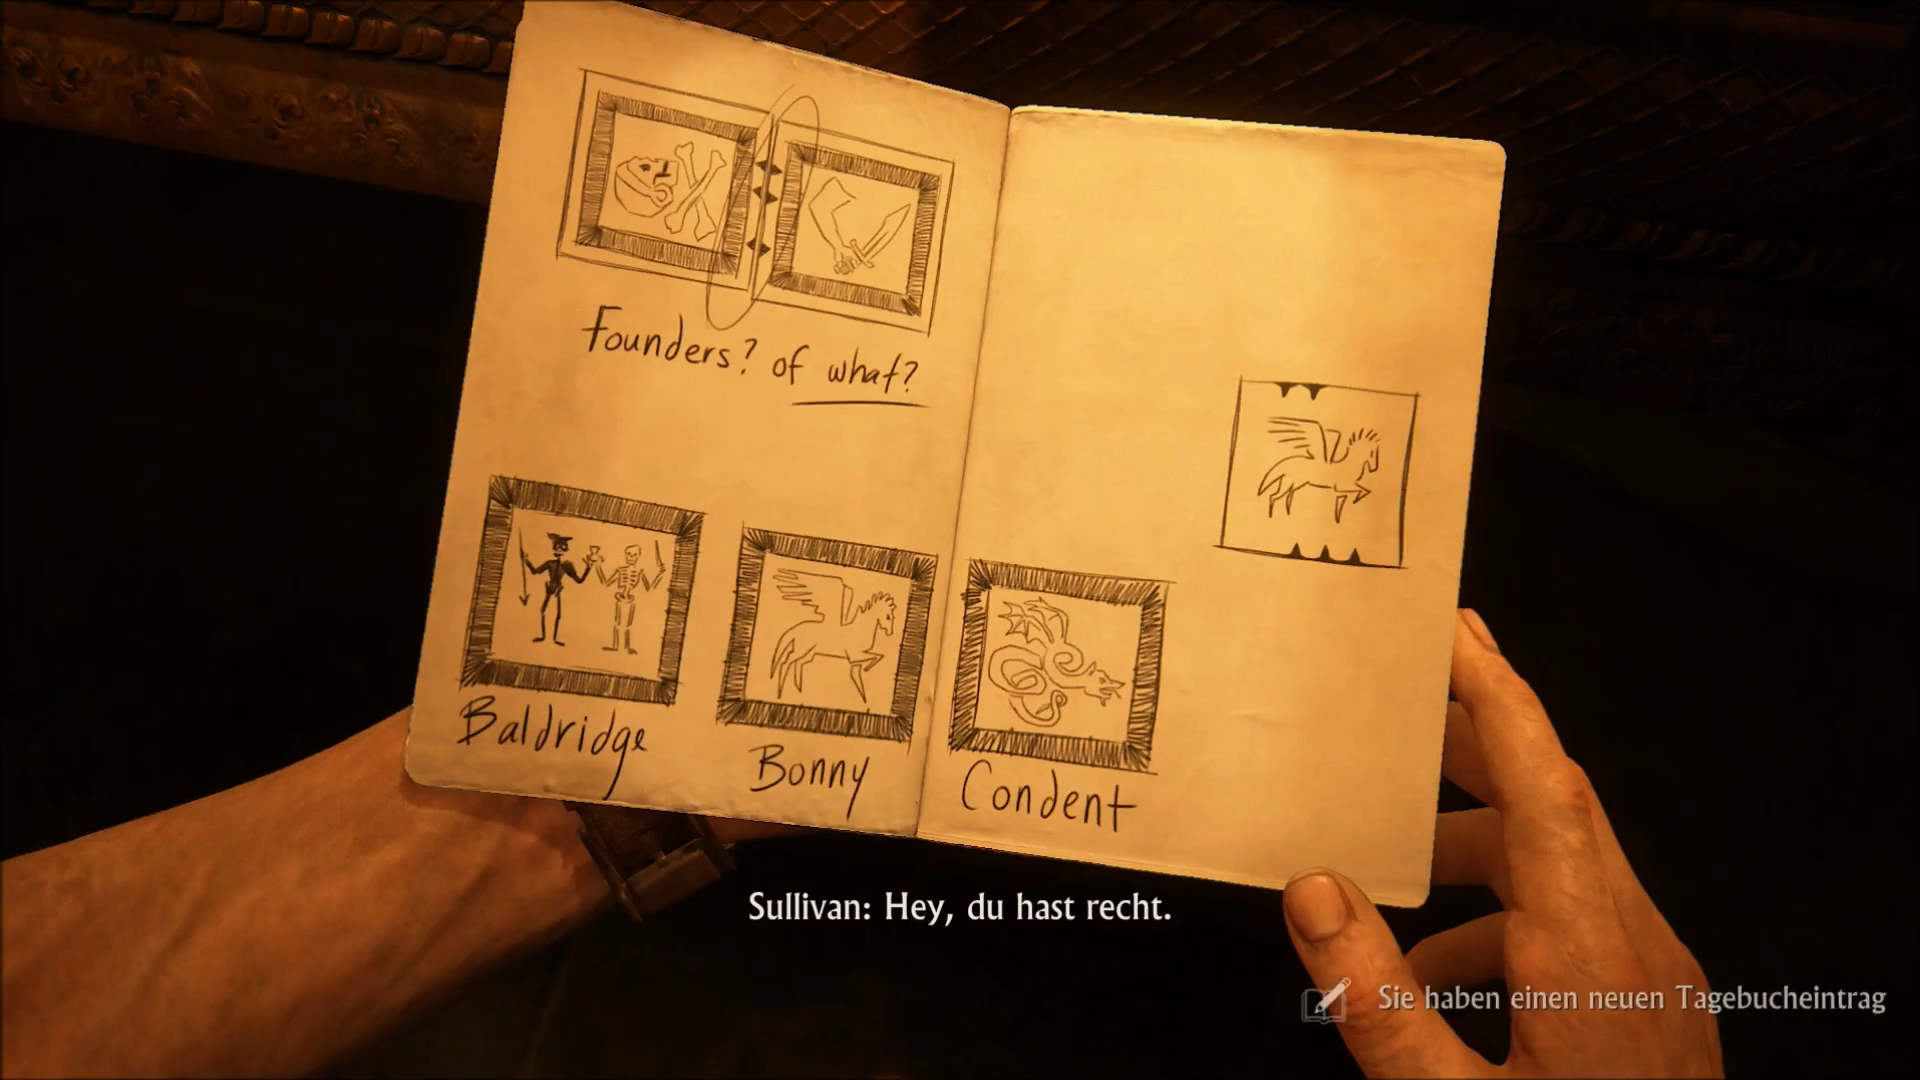 Founders? of what?
Baldridge
Bonny
Condent
Sullivan: Hey, du hast recht.
Sie haben einen neuen Tagebucheintrag